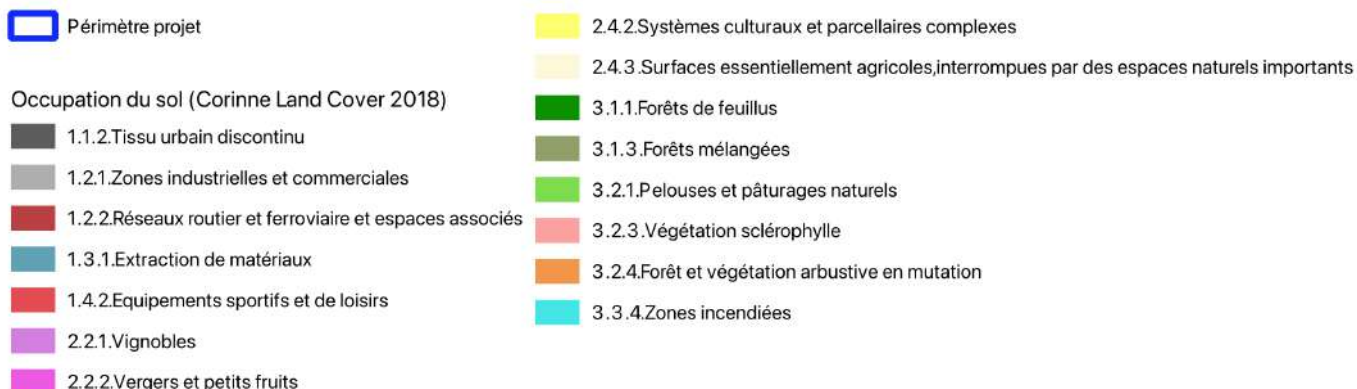 Périmètre projet
Occupation du sol (Corinne Land Cover 2018)
1.1.2.Tissu urbain discontinu
1.2.1.Zones industrielles et commerciales
1.2.2.Réseaux routier et ferroviaire et espaces associés
1.3.1.Extraction de matériaux
1.4.2.Equipements sportifs et de loisirs
2.2.1.Vignobles
2.2.2.Vergers et petits fruits
2.4.2.Systèmes culturaux et parcellaires complexes
2.4.3.Surfaces essentiellement agricoles,interrompues par des espaces naturels importants
3.1.1.Forêts de feuillus
3.1.3.Forêts mélangées
3.2.1.Pelouses et pâturages naturels
3.2.3.Végétation sclérophylle
3.2.4.Forêt et végétation arbustive en mutation
3.3.4.Zones incendiées